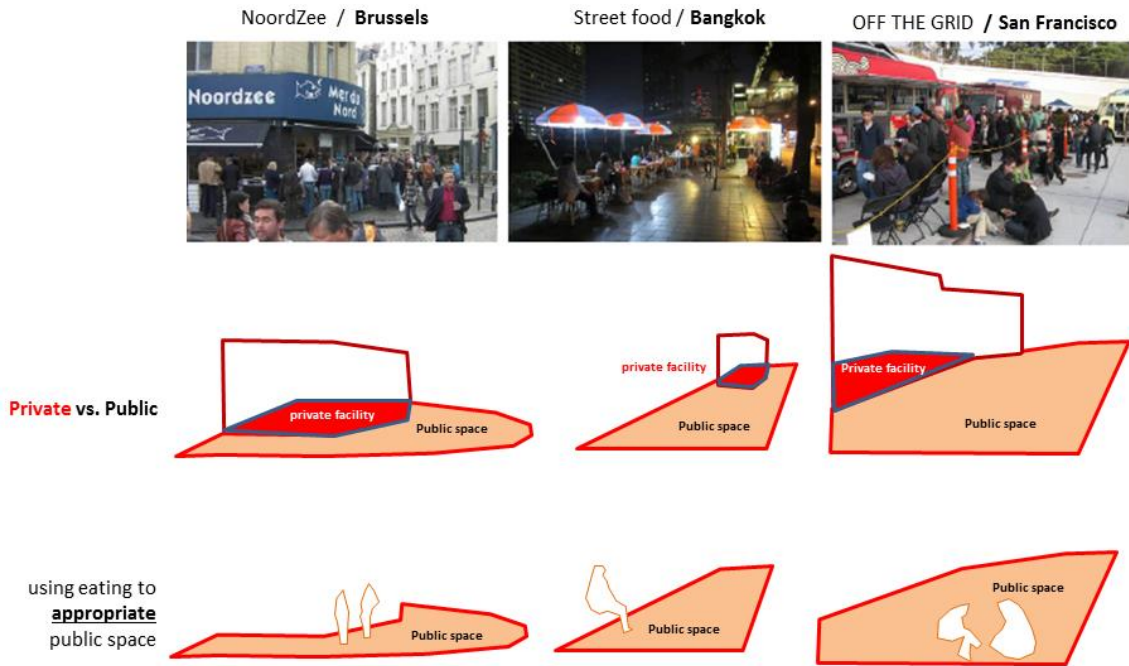 NoordZee / Brussels
Street food / Bangkok
OFF THE GRID / San Francisco
Noordzee
Mer du
Nord
Private vs. Public
private facility
Public space
private facility
Public space
Private facility
Public space
using eating to
appropriate
public space
Public space
Public space
Public space